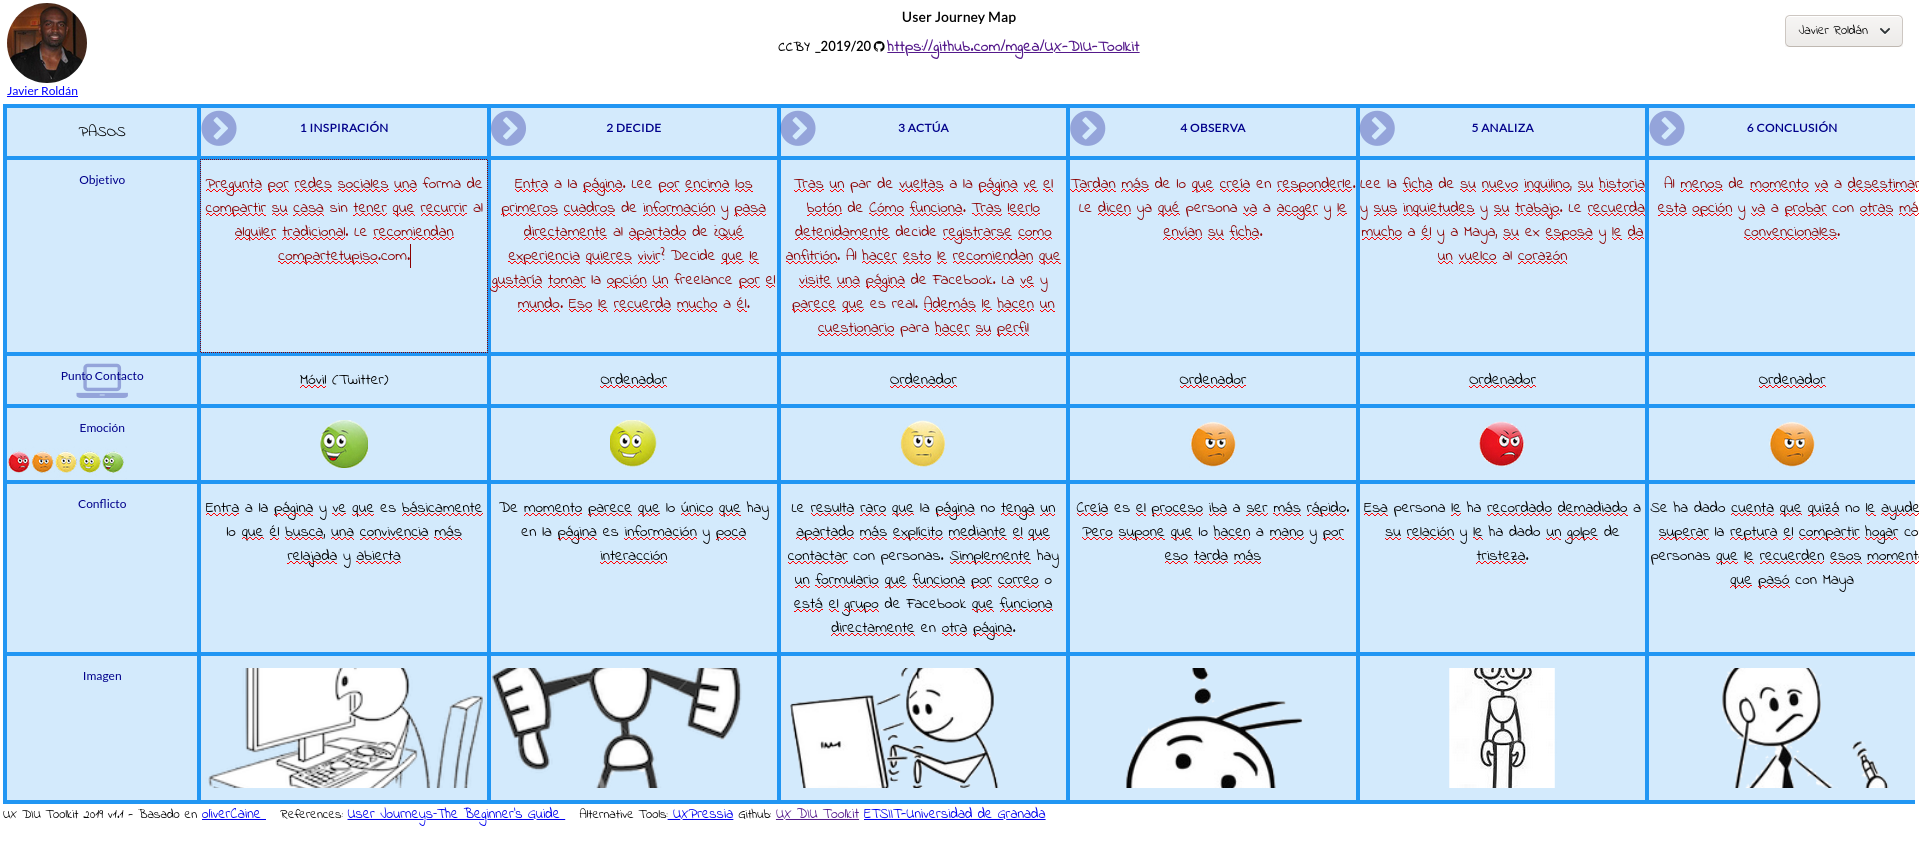 User Journey Map
CCBY _2019/20 https://github.com/mgea/UX-DIU-Toolkit
Javier Roldán
Javier Roldán
PASOS
1 INSPIRACIÓN
2 DECIDE
3 ACTÚA
4 OBSERVA
5 ANALIZA
6 CONCLUSIÓN
Objetivo
Pregunta por redes sociales una forma de
compartir su casa sin tener que recurrir al
alguiler tradicional. Le recomiendan
compartetupiso.com.
Entra a la página. Lee por encima los
primeros cuadros de información y pasa
directamente al apartado de ¿Qué
experiencia quieres vivir? Decide que le
gustaría tomar la opción Un freelance por el
mundo. Eso le recuerda mucho a él.
Tras un par de vueltas a la página ve el
botón de Cómo funciona. Tras leerlo
detenidamente decide registrarse como
anfitrión. Al hacer esto le recomiendan que
visite una página de Facebook. La ve y
parece que es real. Además le hacen un
cuestionario para hacer su perfil
Tardan más de lo que creía en responderle.
Le dicen ya qué persona va a acoger y le
envían su ficha.
Lee la ficha de su nuevo inquilino, su historia
y sus inquietudes y su trabajo. Le recuerda
mucho a él y a Maya, su ex esposa y le da
un vuelco al corazón
Al menos de momento va a desestimar
esta opción y va a probar con otras má
convencionales.
Punto Contacto
Móvil (Twitter)
Ordenador
Ordenador
Ordenador
Ordenador
Ordenador
Emoción
Conflicto
Entra a la página y ve que es básicamente
lo que él busca, una convivencia más
relajada y abierta
De momento parece que lo único que hay
en la página es información y poca
interacción
Le resulta raro que la página no tenga un
apartado más explícito mediante el que
contactar con personas. Simplemente hay
un formulario que funciona por correo o
está el grupo de Facebook que funciona
directamente en otra página.
Creía es el proceso iba a ser más rápido.
Pero supone que lo hacen a mano y por
eso tarda más
Esa persona le ha recordado demadiado a
su relación y le ha dado un golpe de
tristeza.
Se ha dado cuenta que quizá no le ayude
superar la reptura el compartir hogar co
personas que le recuerden esos moment
que pasó con Maya
Imagen
UX DIU Toolkit 2019 v1.1 - Basado en oliverCaine References: User Journeys-The Beginner's Guide Alternative Tools: UXPressia Github: UX DIU Toolkit ETSIIT-Universidad de Granada